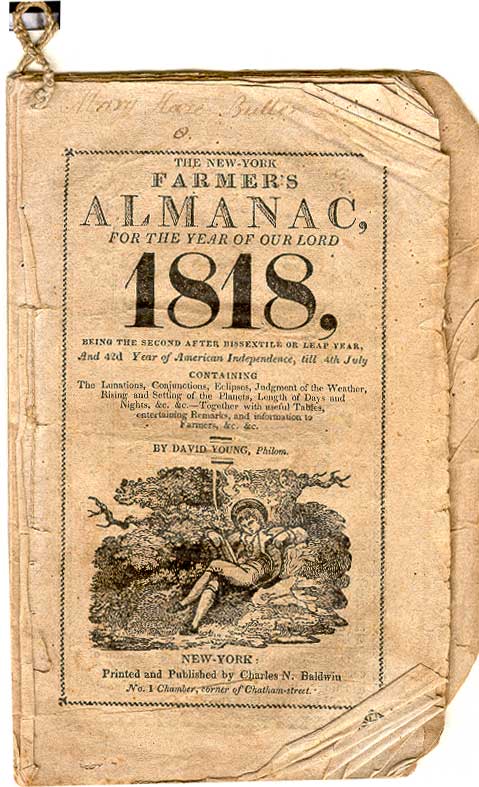 Mary
THE NEW-YORK
FARMER'S
ALMANAC,
FOR THE YEAR OF OUR LORD
1818,
BEING THE SECOND AFTER BISSEXTILE OR LEAP YEAR,
And 42d Year of American Independence, till 4th July
CONTAINING
The Lunations, Conjunctions, Eclipses, Judgment of the Weather,
Rising and Setting of the Planets, Length of Days and
Nights, &c. &c.—Together with useful Tables,
entertaining Remarks, and information to
Farmers, &c. &c.
BY DAVID YOUNG, Philom.
NEW-YORK:
Printed and Published by Charles N. Baldwin
No. 1 Chamber, corner of Chatham-street.